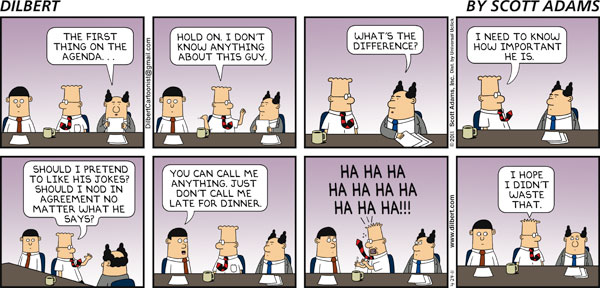 DILBERT
BY SCOTT ADAMS
THE FIRST
THING ON THE
AGENDA...
DilbertCartoonist@gmail.com
HOLD ON. I DON'T
KNOW ANYTHING
ABOUT THIS GUY.
WHAT'S THE
DIFFERENCE?
© 2011 Scott Adams, Inc. Dist. by Universal Uclick
I NEED TO KNOW
HOW IMPORTANT
HE IS.
SHOULD I PRETEND
TO LIKE HIS JOKES?
SHOULD I NOD IN
AGREEMENT NO
MATTER WHAT HE
SAYS?
YOU CAN CALL ME
ANYTHING. JUST
DON'T CALL ME
LATE FOR DINNER.
HA HA HA
HA HA HA HA
HA HA HA!!!
www.dilbert.com
I HOPE
I DIDN'T
WASTE
THAT.